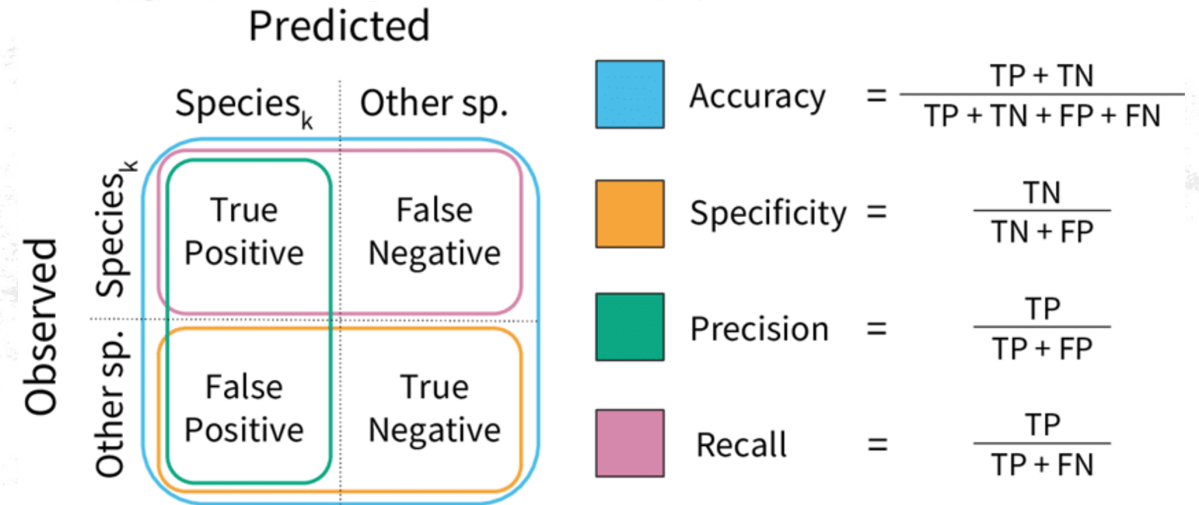 Predicted
Species_k Other sp.
Observed
Species_k
True Positive
False Negative
Other sp.
False Positive
True Negative
Accuracy = TP + TN / TP + TN + FP + FN
Specificity = TN / TN + FP
Precision = TP / TP + FP
Recall = TP / TP + FN